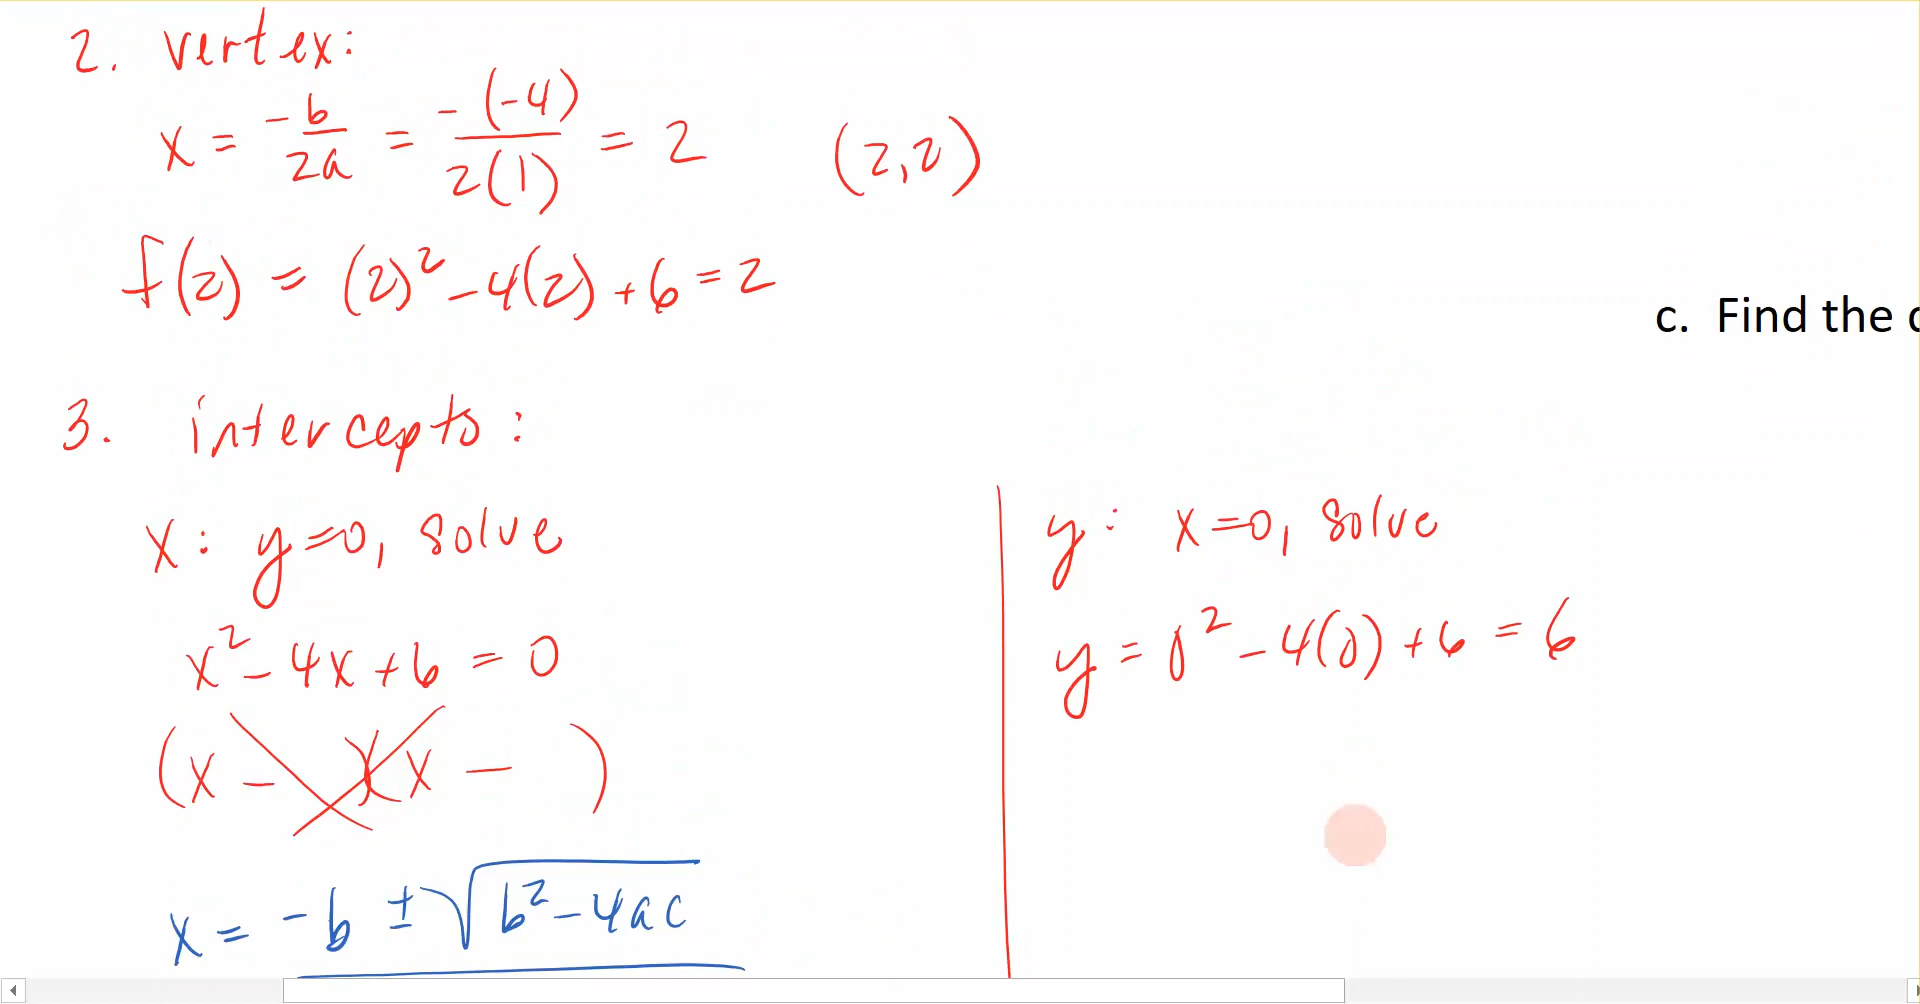 2. vertex:
x = -b/2a = -(-4)/2(1) = 2 (2,2)
f(2) = (2)² - 4(2) + 6 = 2
c. Find the
3. intercepts:
x: y=0, solve
x² - 4x + 6 = 0
(x - )(x - )
x = -b ± √b² - 4ac
y: x=0, solve
y = 0² - 4(0) + 6 = 6